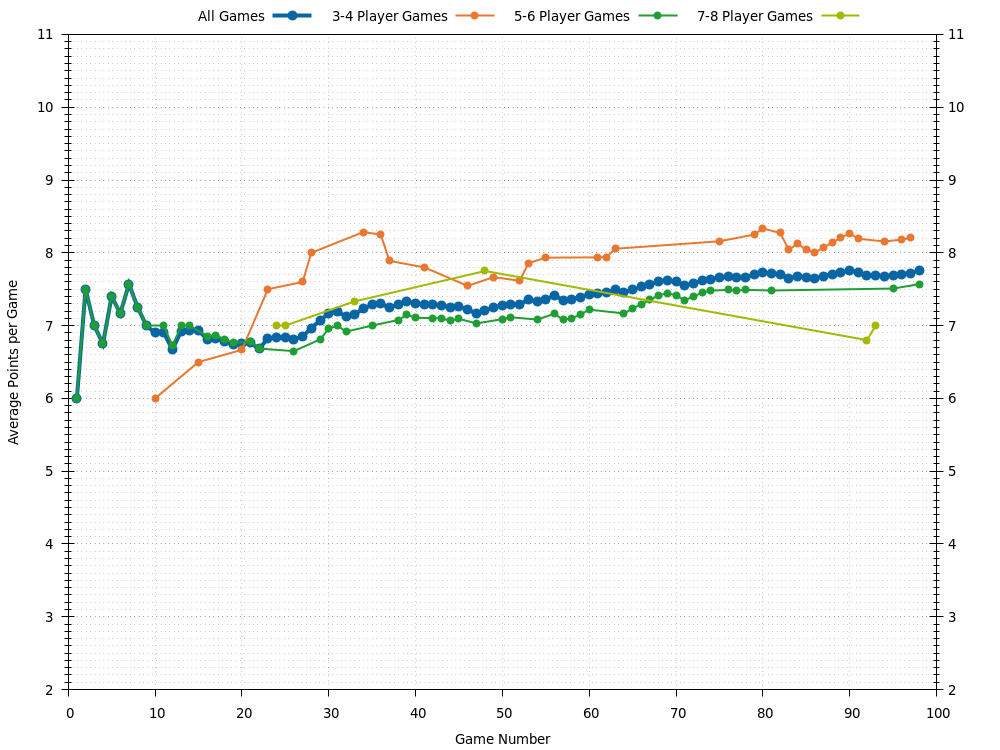 All Games 3-4 Player Games 5-6 Player Games 7-8 Player Games
11 11
10 10
9 9
8 8
7 7
6 6
5 5
4 4
3 3
2 2
0 10 20 30 40 50 60 70 80 90 100
Average Points per Game
Game Number